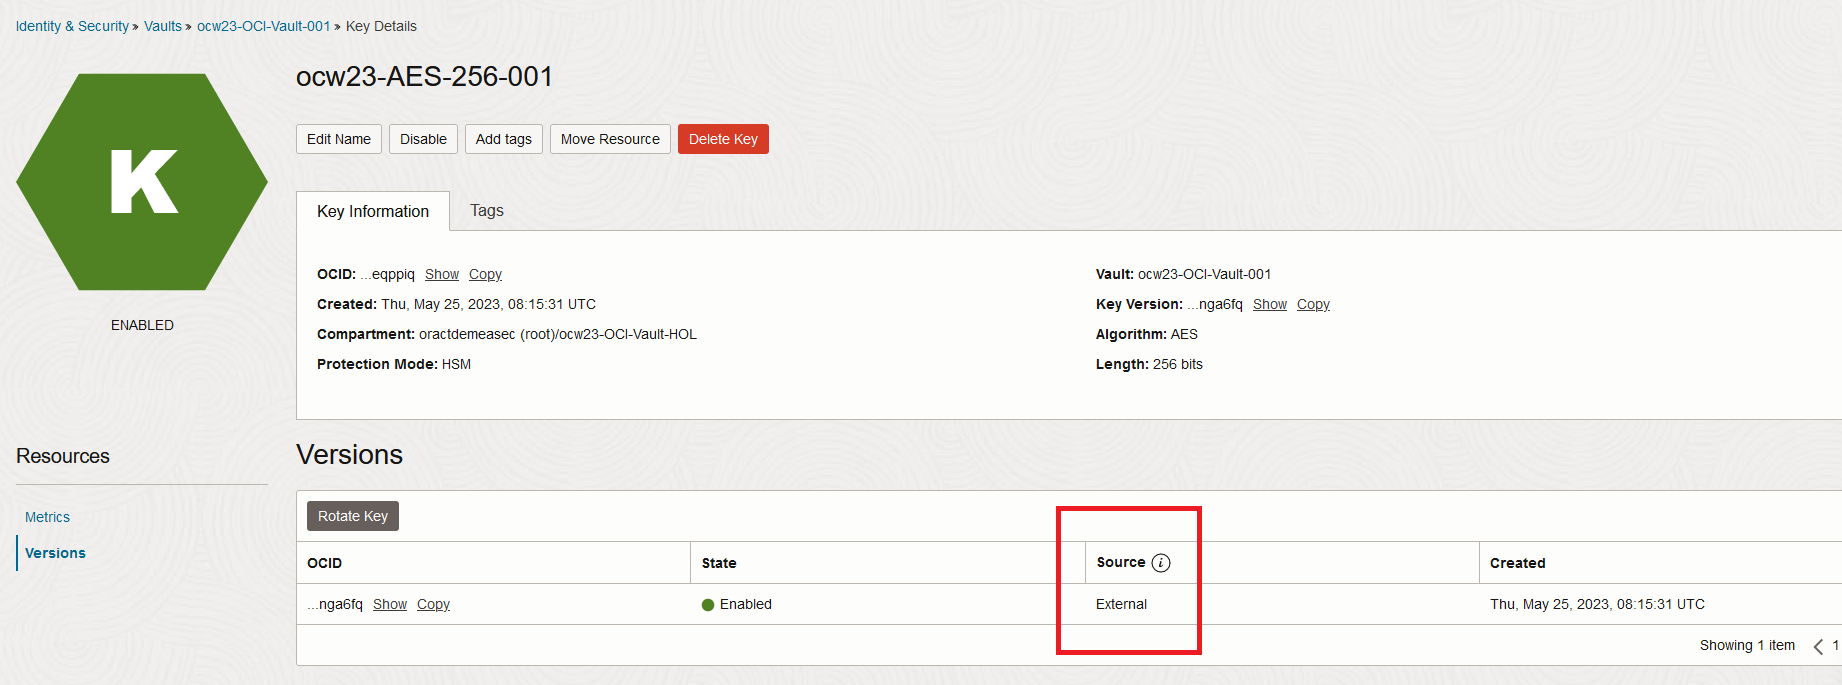 Identity & Security » Vaults » ocw23-OCI-Vault-001 » Key Details
K
ENABLED
ocw23-AES-256-001
Edit Name Disable Add tags Move Resource Delete Key
Key Information Tags
OCID: ...eqppiq Show Copy
Created: Thu, May 25, 2023, 08:15:31 UTC
Compartment: oractdemeasec (root)/ocw23-OCI-Vault-HOL
Protection Mode: HSM
Vault: ocw23-OCI-Vault-001
Key Version: ...nga6fq Show Copy
Algorithm: AES
Length: 256 bits
Resources
Metrics
Versions
Versions
Rotate Key
OCID State Source i Created
...nga6fq Show Copy Enabled External Thu, May 25, 2023, 08:15:31 UTC
Showing 1 item < 1